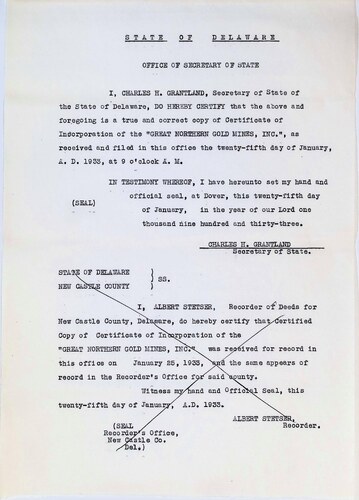 STATE OF DELAWARE
OFFICE OF SECRETARY OF STATE
I, CHARLES H. GRANTLAND, Secretary of State of
the State of Delaware, DO HEREBY CERTIFY that the above and
foregoing is a true and correct copy of Certificate of
Incorporation of the "GREAT NORTHERN GOLD MINES, INC.", as
received and filed in this office the twenty-fifth day of January,
A. D. 1933, at 9 o'clock A.M.
IN TESTIMONY WHEREOF, I have hereunto set my hand and
official seal, at Dover, this twenty-fifth day
(SEAL)
of January, in the year of our Lord one
thousand nine hundred and thirty-three.
CHARLES H. GRANTLAND
Secretary of State.
STATE OF DELAWARE
NEW CASTLE COUNTY
SS.
I, ALBERT STETSER, Recorder of Deeds for
New Castle County, Delaware, do hereby certify that Certified
Copy of Certificate of Incorporation of the
"GREAT NORTHERN GOLD MINES, INC." was received for record in
this office on January 25, 1933, and the same appears of
record in the Recorder's Office for said county.
Witness my hand and Official Seal, this
twenty-fifth day of January, A.D. 1933.
ALBERT STETSER,
Recorder.
(SEAL
Recorder's Office,
New Castle Co.
Del.)